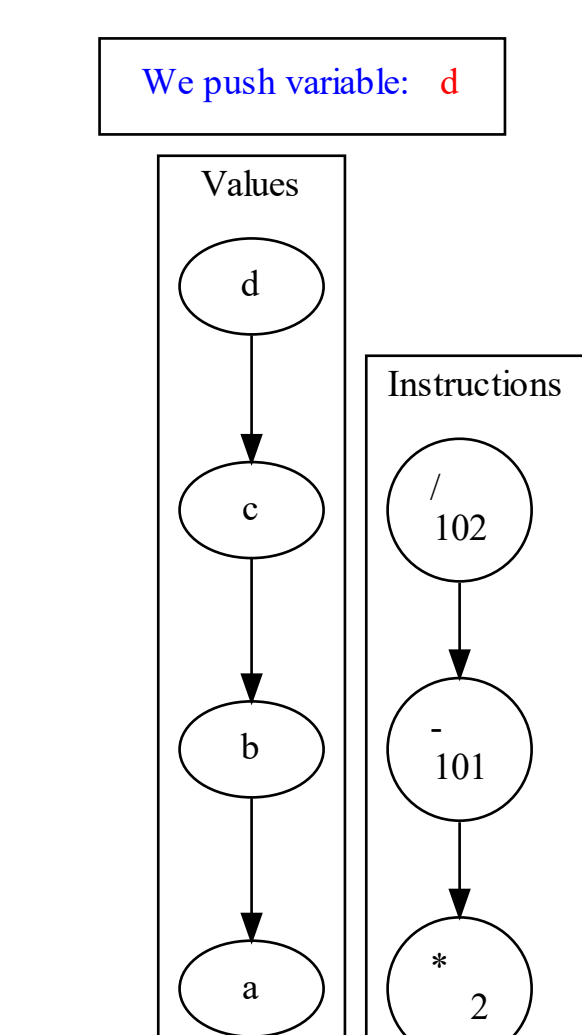 We push variable: d
Values
d
c
b
a
Instructions
/
102
-
101
*
2